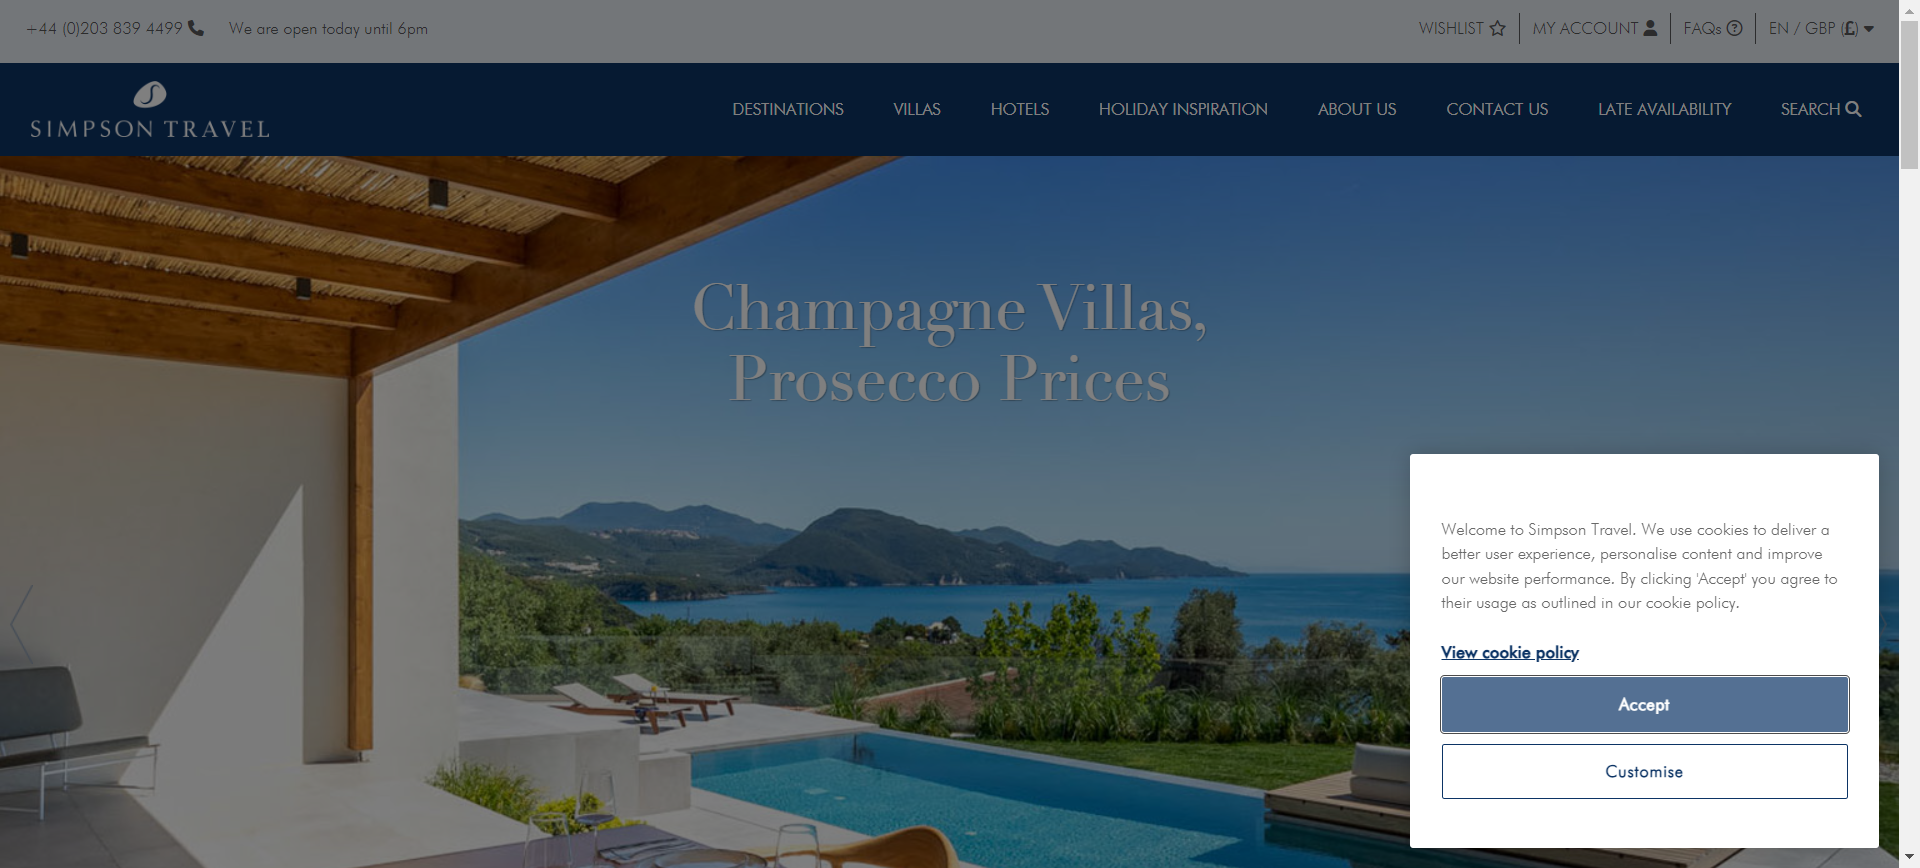 +44 (0)203 839 4499 We are open today until 6pm
WISHLIST MY ACCOUNT FAQs EN / GBP (£)
SIMPSON TRAVEL
DESTINATIONS VILLAS HOTELS HOLIDAY INSPIRATION ABOUT US CONTACT US LATE AVAILABILITY SEARCH
Champagne Villas,
Prosecco Prices
Welcome to Simpson Travel. We use cookies to deliver a
better user experience, personalise content and improve
our website performance. By clicking 'Accept' you agree to
their usage as outlined in our cookie policy.
View cookie policy
Accept
Customise